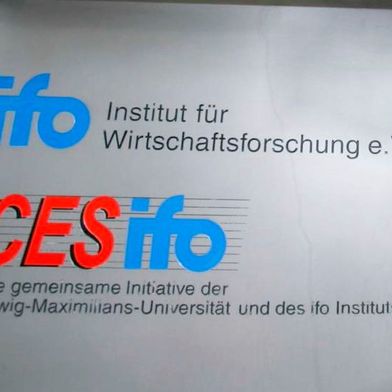 ifo Institut für
Wirtschaftsforschung e.
CESifo
e gemeinsame Initiative der
wig-Maximilians-Universität und des ifo Instituts